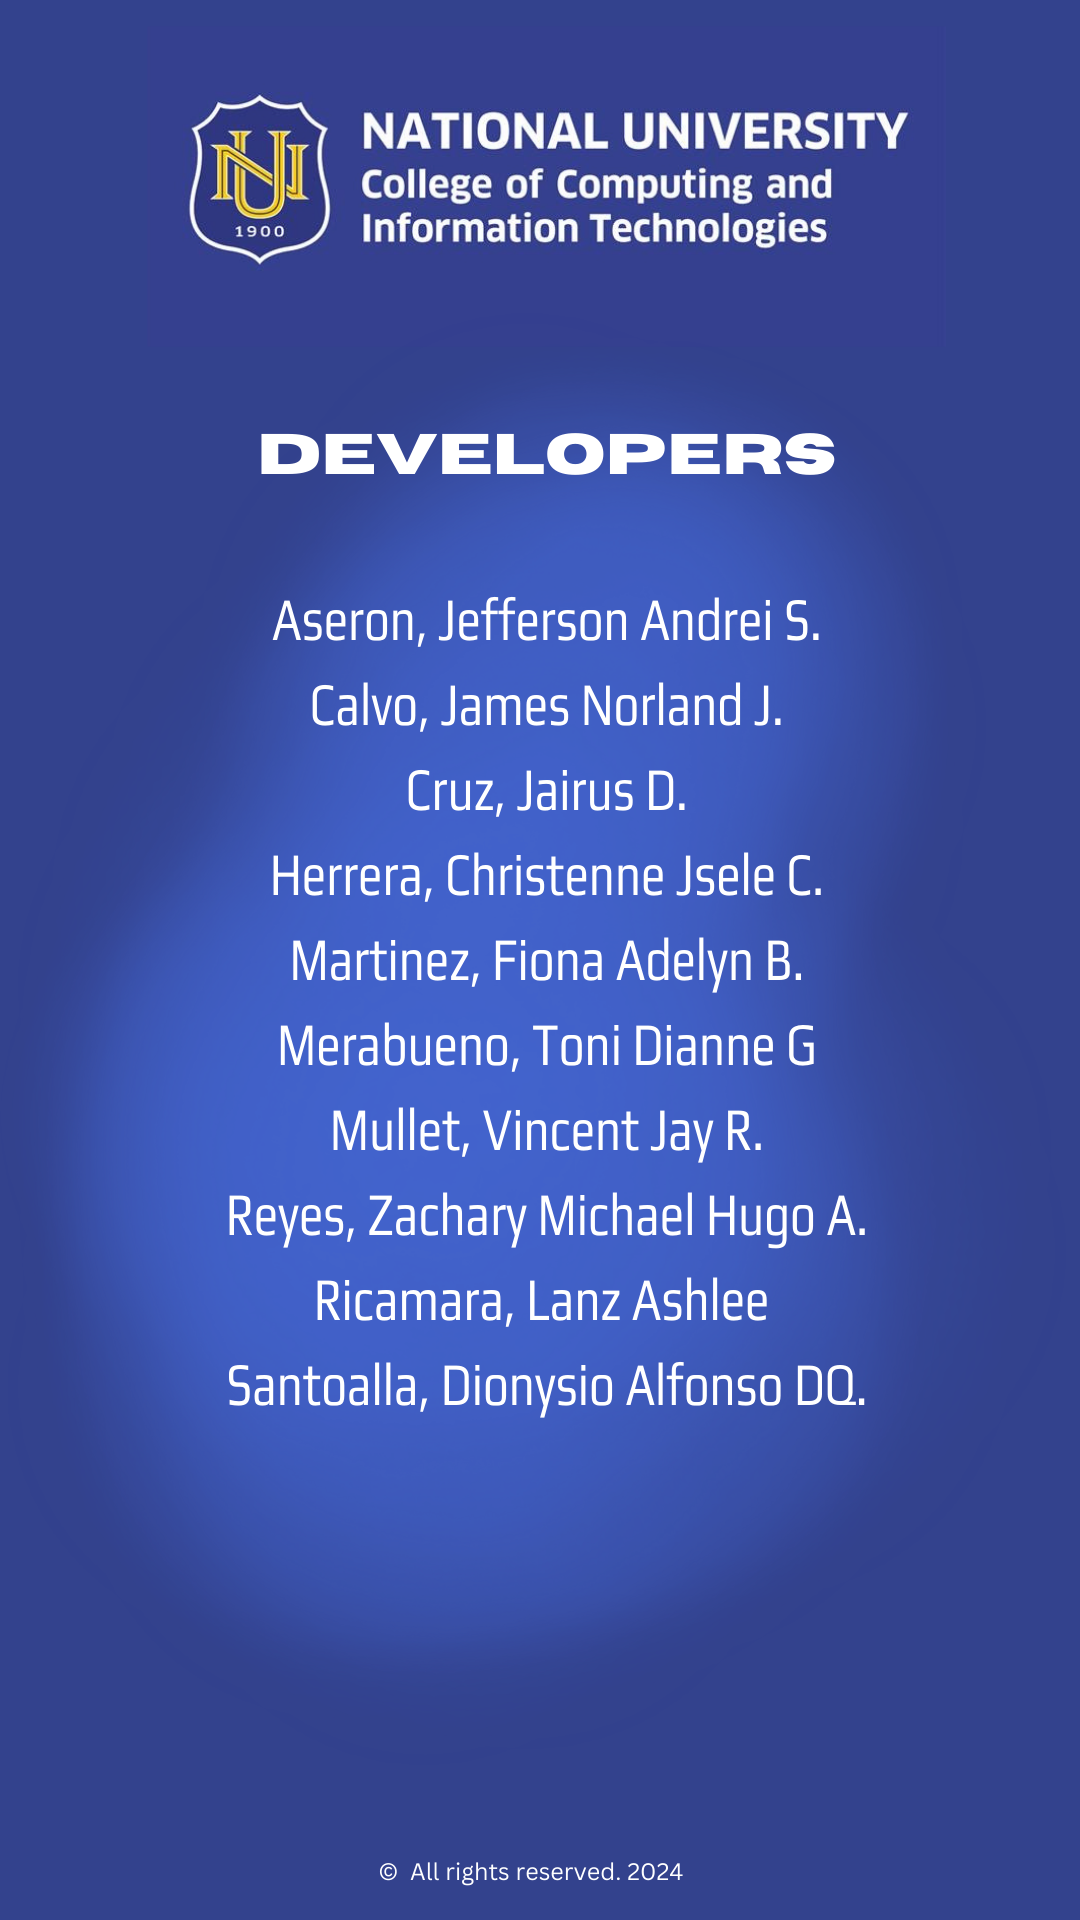 NU
1900
NATIONAL UNIVERSITY
College of Computing and
Information Technologies
DEVELOPERS
Aseron, Jefferson Andrei S.
Calvo, James Norland J.
Cruz, Jairus D.
Herrera, Christenne Jsele C.
Martinez, Fiona Adelyn B.
Merabueno, Toni Dianne G
Mullet, Vincent Jay R.
Reyes, Zachary Michael Hugo A.
Ricamara, Lanz Ashlee
Santoalla, Dionysio Alfonso DQ.
© All rights reserved. 2024